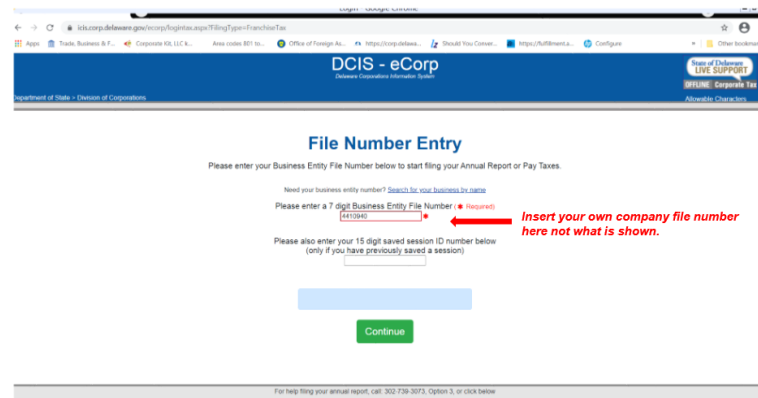 Login - Google Chrome
icis.corp.delaware.gov/ecorp/logintax.aspx?FilingType=FranchiseTax
Apps Trade, Business & F... Corporate Kit, LLC k... Area codes 801 to... Office of Foreign As... https://corp.delawa... Should You Conver... https://fulfillment.a... Configure Other bookmar
DCIS - eCorp
Delaware Corporations Information System
State of Delaware
LIVE SUPPORT
OFFLINE Corporate Tax
Department of State > Division of Corporations
Allowable Characters
File Number Entry
Please enter your Business Entity File Number below to start filing your Annual Report or Pay Taxes.
Need your business entity number? Search for your business by name
Please enter a 7 digit Business Entity File Number (✱ Required)
4410940 ✱
Insert your own company file number
here not what is shown.
Please also enter your 15 digit saved session ID number below
(only if you have previously saved a session)
Continue
For help filing your annual report, call: 302-739-3073, Option 3, or click below